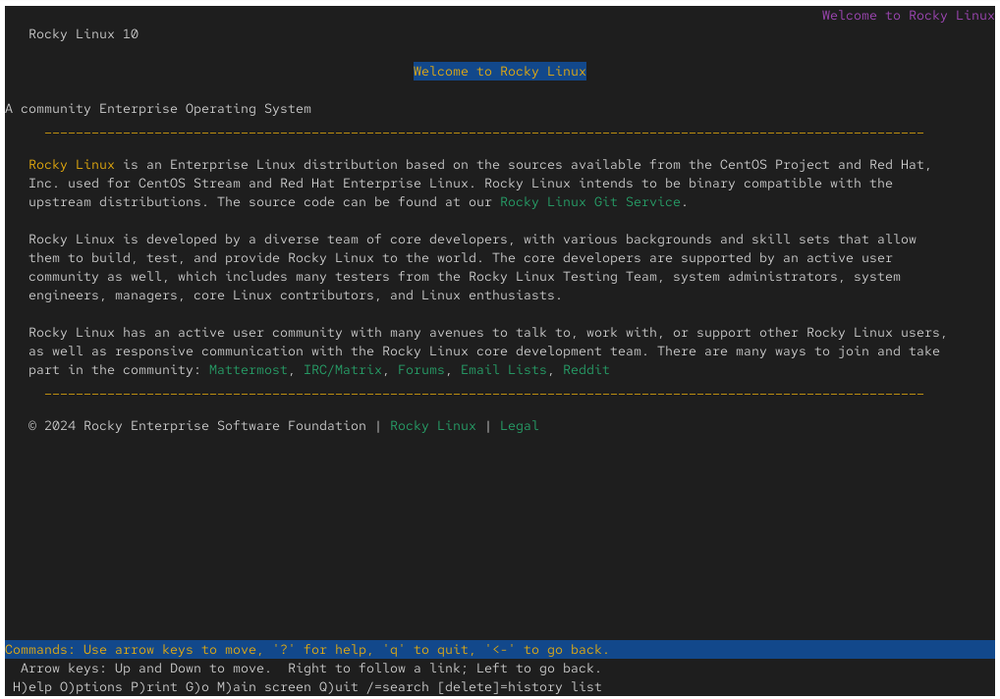 Welcome to Rocky Linux
Rocky Linux 10
Welcome to Rocky Linux
A community Enterprise Operating System
________________________________________________________________________________________________________________
Rocky Linux is an Enterprise Linux distribution based on the sources available from the CentOS Project and Red Hat,
Inc. used for CentOS Stream and Red Hat Enterprise Linux. Rocky Linux intends to be binary compatible with the
upstream distributions. The source code can be found at our Rocky Linux Git Service.
Rocky Linux is developed by a diverse team of core developers, with various backgrounds and skill sets that allow
them to build, test, and provide Rocky Linux to the world. The core developers are supported by an active user
community as well, which includes many testers from the Rocky Linux Testing Team, system administrators, system
engineers, managers, core Linux contributors, and Linux enthusiasts.
Rocky Linux has an active user community with many avenues to talk to, work with, or support other Rocky Linux users,
as well as responsive communication with the Rocky Linux core development team. There are many ways to join and take
part in the community: Mattermost, IRC/Matrix, Forums, Email Lists, Reddit
________________________________________________________________________________________________________________
© 2024 Rocky Enterprise Software Foundation | Rocky Linux | Legal
Commands: Use arrow keys to move, '?' for help, 'q' to quit, '<-' to go back.
Arrow keys: Up and Down to move.  Right to follow a link; Left to go back.
H)elp O)ptions P)rint G)o M)ain screen Q)uit /=search [delete]=history list